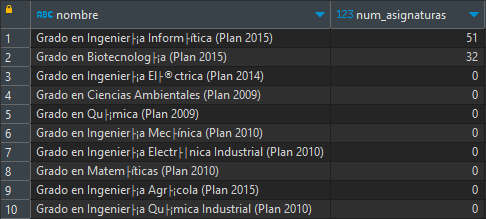 ABC nombre 123 num_asignaturas
1 Grado en Ingenier├¡a Inform├ítica (Plan 2015) 51
2 Grado en Biotecnolog├¡a (Plan 2015) 32
3 Grado en Ingenier├¡a El├®ctrica (Plan 2014) 0
4 Grado en Ciencias Ambientales (Plan 2009) 0
5 Grado en Qu├¡mica (Plan 2009) 0
6 Grado en Ingenier├¡a Mec├ínica (Plan 2010) 0
7 Grado en Ingenier├¡a Electr├│nica Industrial (Plan 2010) 0
8 Grado en Matem├íticas (Plan 2010) 0
9 Grado en Ingenier├¡a Agr├¡cola (Plan 2015) 0
10 Grado en Ingenier├¡a Qu├¡mica Industrial (Plan 2010) 0